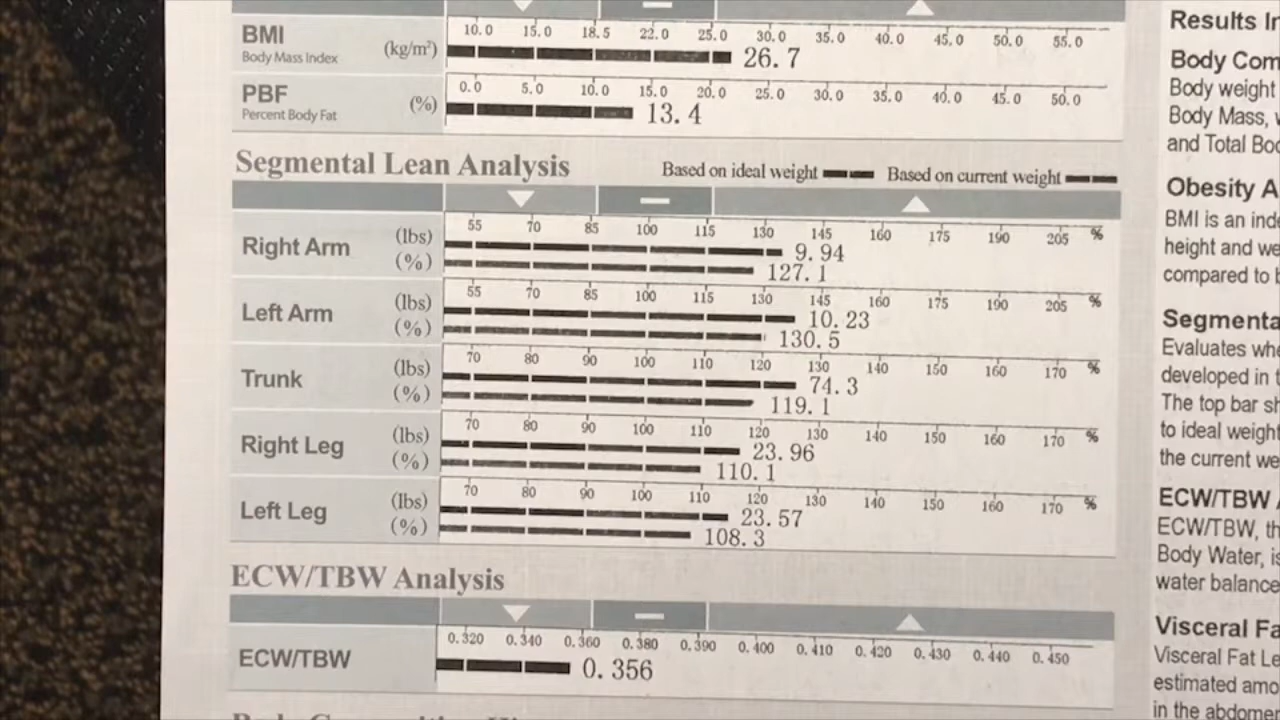 BMI (kg/m²) 10.0 15.0 18.5 22.0 25.0 30.0 35.0 40.0 45.0 50.0 55.0
Body Mass Index 26.7
PBF (%) 0.0 5.0 10.0 15.0 20.0 25.0 30.0 35.0 40.0 45.0 50.0
Percent Body Fat 13.4
Segmental Lean Analysis Based on ideal weight Based on current weight
Right Arm (lbs) 55 70 85 100 115 130 145 160 175 190 205 %
9.94
(%) 127.1
Left Arm (lbs) 55 70 85 100 115 130 145 160 175 190 205 %
10.23
(%) 130.5
Trunk (lbs) 70 80 90 100 110 120 130 140 150 160 170 %
74.3
(%) 119.1
Right Leg (lbs) 70 80 90 100 110 120 130 140 150 160 170 %
23.96
(%) 110.1
Left Leg (lbs) 70 80 90 100 110 120 130 140 150 160 170 %
23.57
(%) 108.3
ECW/TBW Analysis
0.320 0.340 0.360 0.380 0.390 0.400 0.410 0.420 0.430 0.440 0.450
ECW/TBW 0.356
Results
Body Com
Body weight
Body Mass,
and Total Bod
Obesity A
BMI is an ind
height and we
compared to
Segmenta
Evaluates whe
developed in
The top bar sh
to ideal weight
the current we
ECW/TBW
ECW/TBW, th
Body Water, is
water balance
Visceral Fa
Visceral Fat Le
estimated amo
in the abdomen